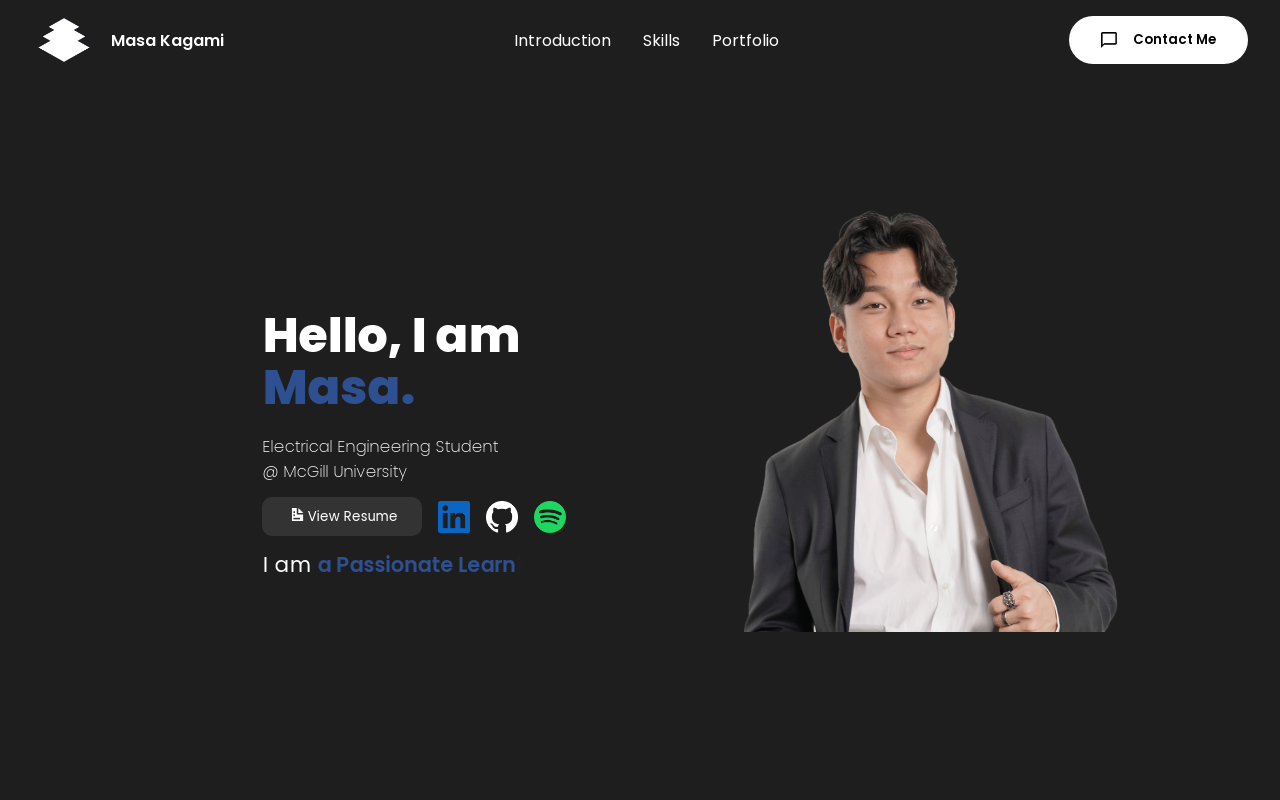 Masa Kagami
Introduction
Skills
Portfolio
Contact Me
Hello, I am
Masa.
Electrical Engineering Student
@ McGill University
View Resume
in
I am a Passionate Learn